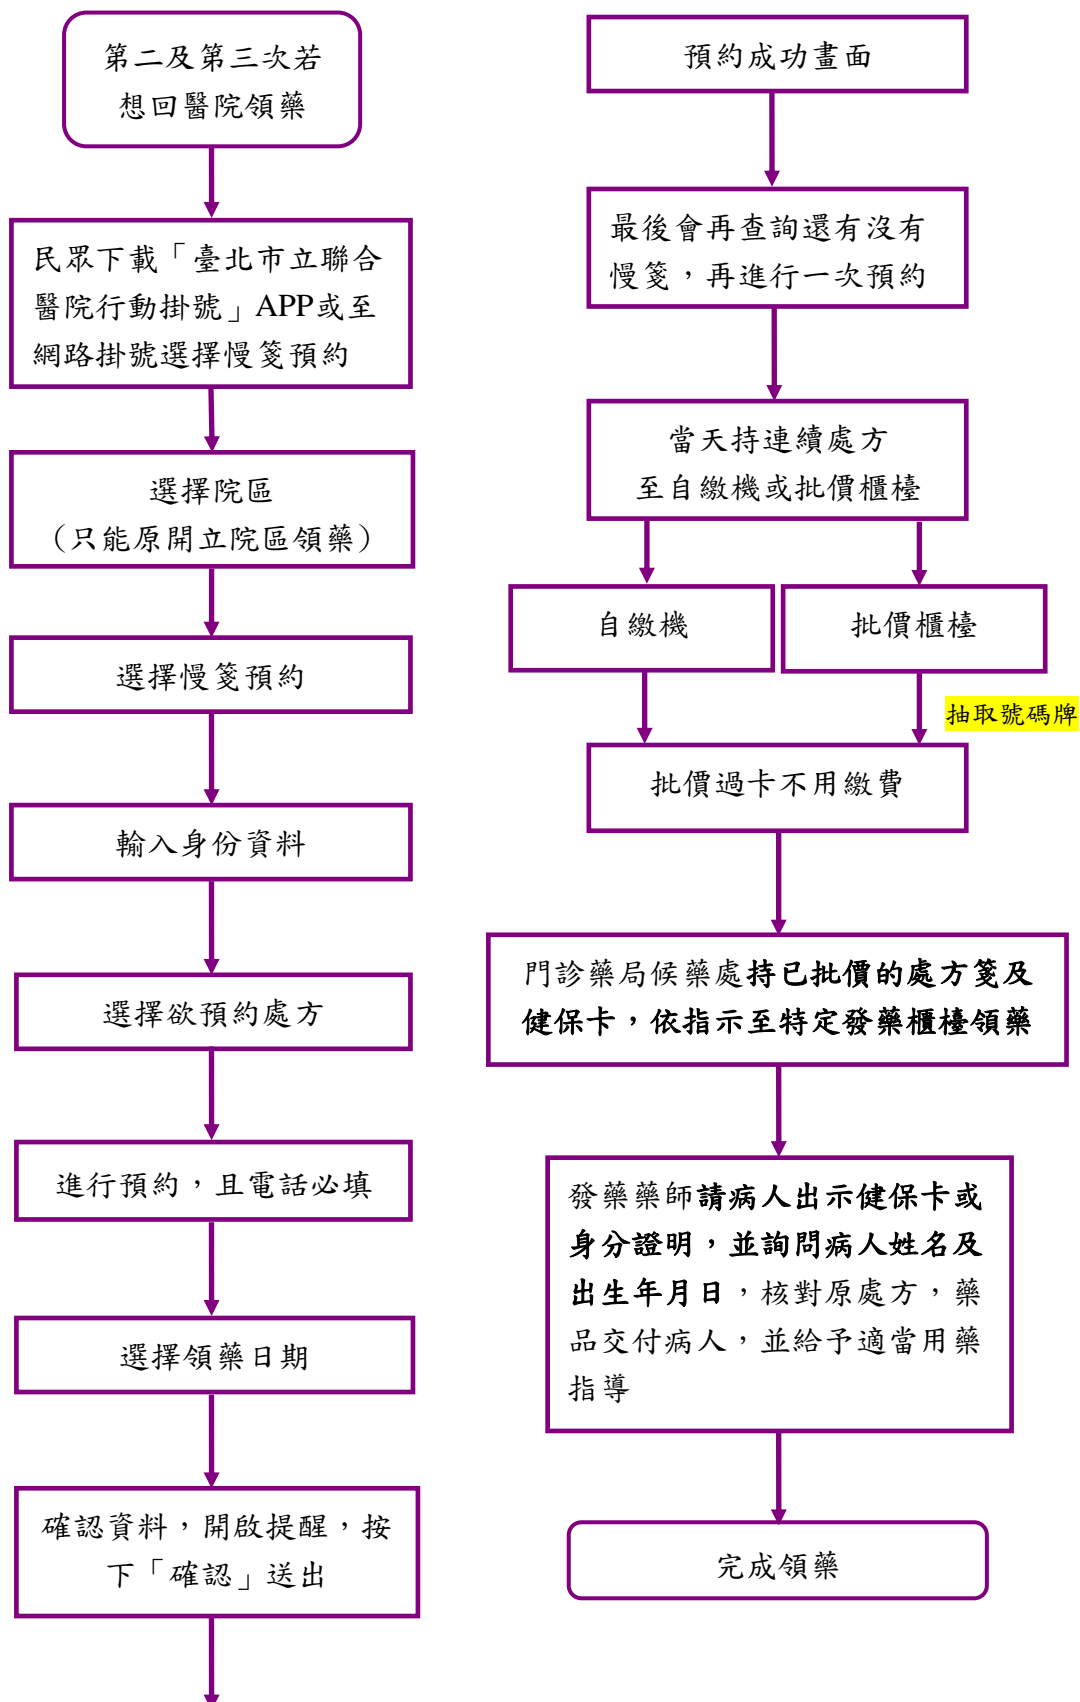 第二及第三次若
想回醫院領藥
民眾下載「臺北市立聯合
醫院行動掛號」APP或至
網路掛號選擇慢箋預約
選擇院區
（只能原開立院區領藥）
選擇慢箋預約
輸入身份資料
選擇欲預約處方
進行預約，且電話必填
選擇領藥日期
確認資料，開啟提醒，按
下「確認」送出
預約成功畫面
最後會再查詢還有沒有
慢箋，再進行一次預約
當天持連續處方
至自繳機或批價櫃檯
自繳機
批價櫃檯
抽取號碼牌
批價過卡不用繳費
門診藥局候藥處持已批價的處方箋及
健保卡，依指示至特定發藥櫃檯領藥
發藥藥師請病人出示健保卡或
身分證明，並詢問病人姓名及
出生年月日，核對原處方，藥
品交付病人，並給予適當用藥
指導
完成領藥